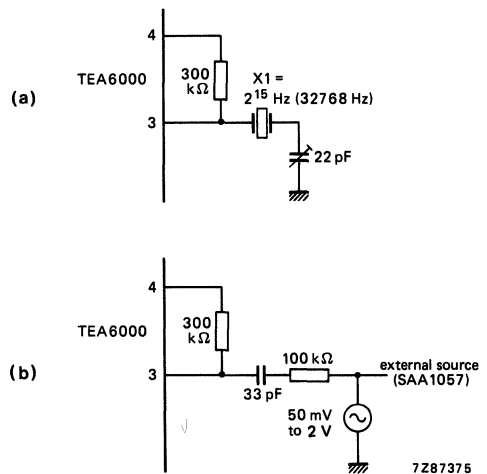 4
TEA6000
300
kΩ
X1 =
2¹⁵ Hz (32768 Hz)
(a)
3
22 pF
4
TEA6000
300
kΩ
100 kΩ
external source
(SAA1057)
(b)
3
33 pF
50 mV
to 2 V
7Z87375